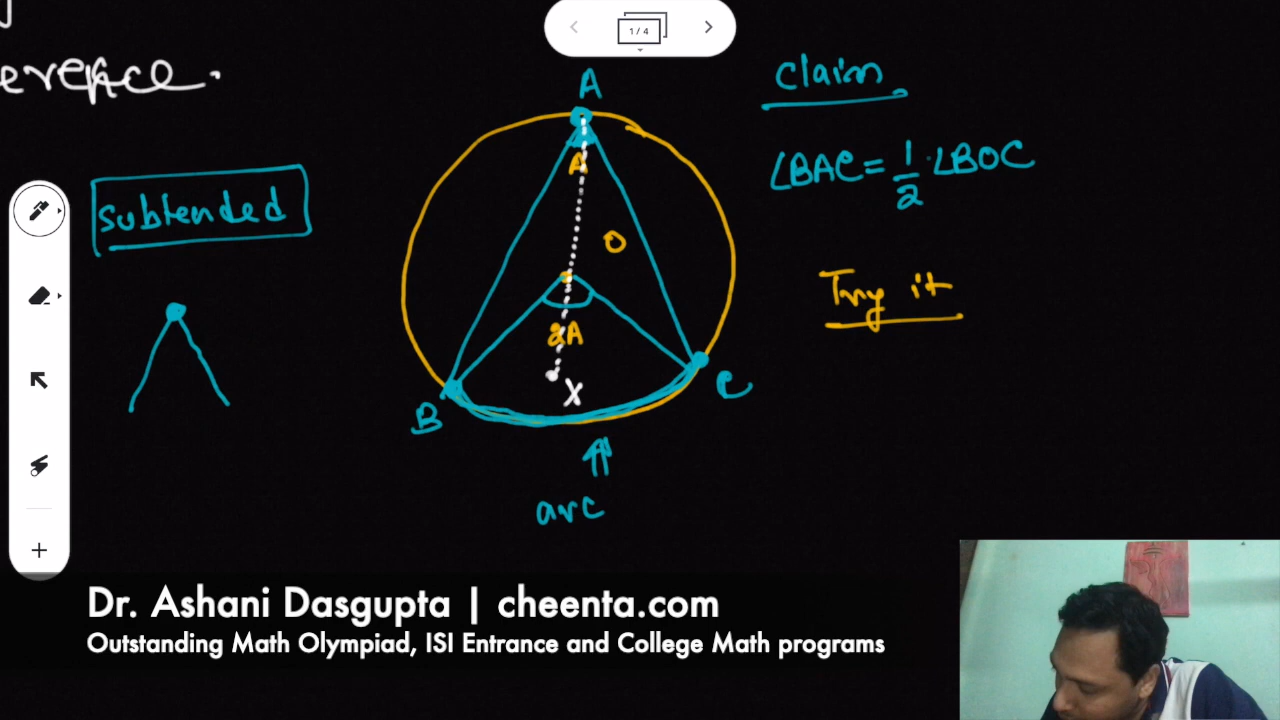 erence.
1 / 4
A
claim
∠BAC = 1/2 · ∠BOC
subtended
A
O
Try it
2A
X
B
C
arc
Dr. Ashani Dasgupta | cheenta.com
Outstanding Math Olympiad, ISI Entrance and College Math programs